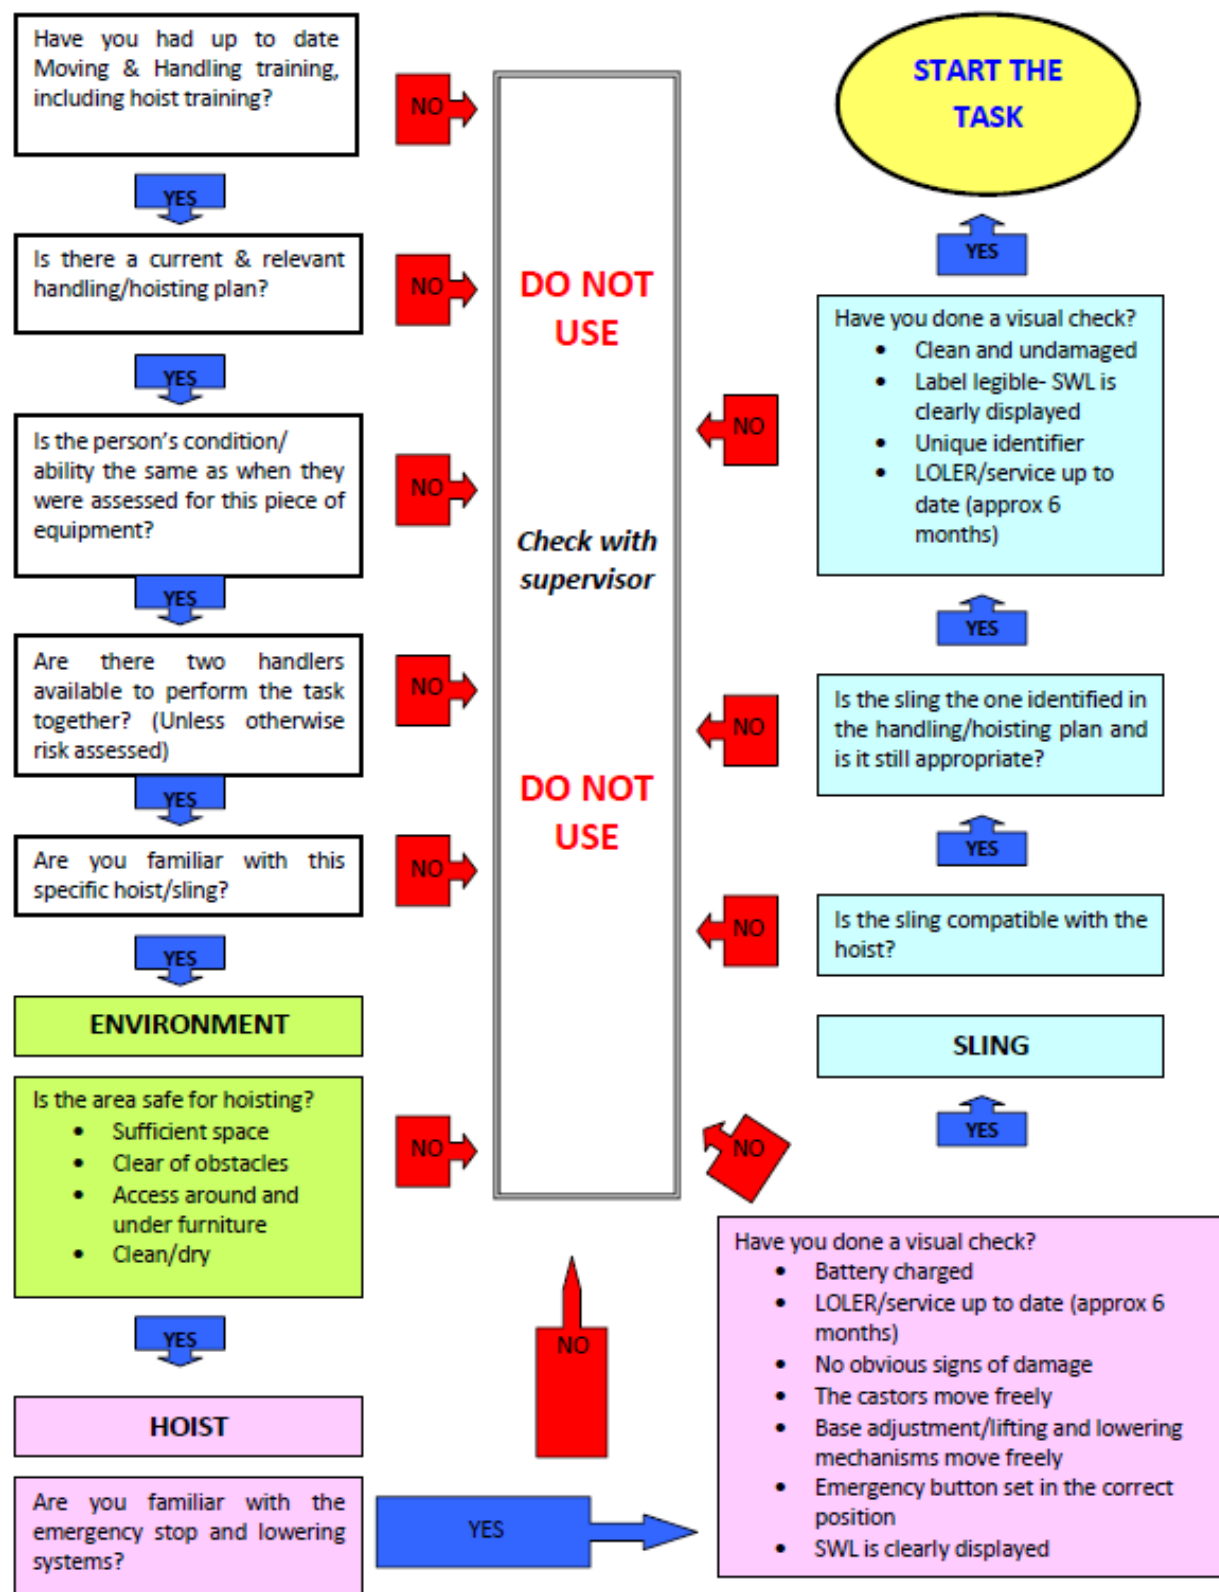 Have you had up to date
Moving & Handling training,
including hoist training?
NO
YES
Is there a current & relevant
handling/hoisting plan?
NO
YES
Is the person's condition/
ability the same as when they
were assessed for this piece of
equipment?
NO
YES
Are there two handlers
available to perform the task
together? (Unless otherwise
risk assessed)
NO
YES
Are you familiar with this
specific hoist/sling?
NO
YES
ENVIRONMENT
Is the area safe for hoisting?
• Sufficient space
• Clear of obstacles
• Access around and
under furniture
• Clean/dry
NO
YES
HOIST
Are you familiar with the
emergency stop and lowering
systems?
NO
YES
DO NOT
USE
Check with
supervisor
DO NOT
USE
Have you done a visual check?
• Battery charged
• LOLER/service up to date (approx 6
months)
• No obvious signs of damage
• The castors move freely
• Base adjustment/lifting and lowering
mechanisms move freely
• Emergency button set in the correct
position
• SWL is clearly displayed
NO
YES
SLING
Is the sling compatible with the
hoist?
NO
YES
Is the sling the one identified in
the handling/hoisting plan and
is it still appropriate?
NO
YES
Have you done a visual check?
• Clean and undamaged
• Label legible- SWL is
clearly displayed
• Unique identifier
• LOLER/service up to
date (approx 6
months)
NO
YES
START THE
TASK